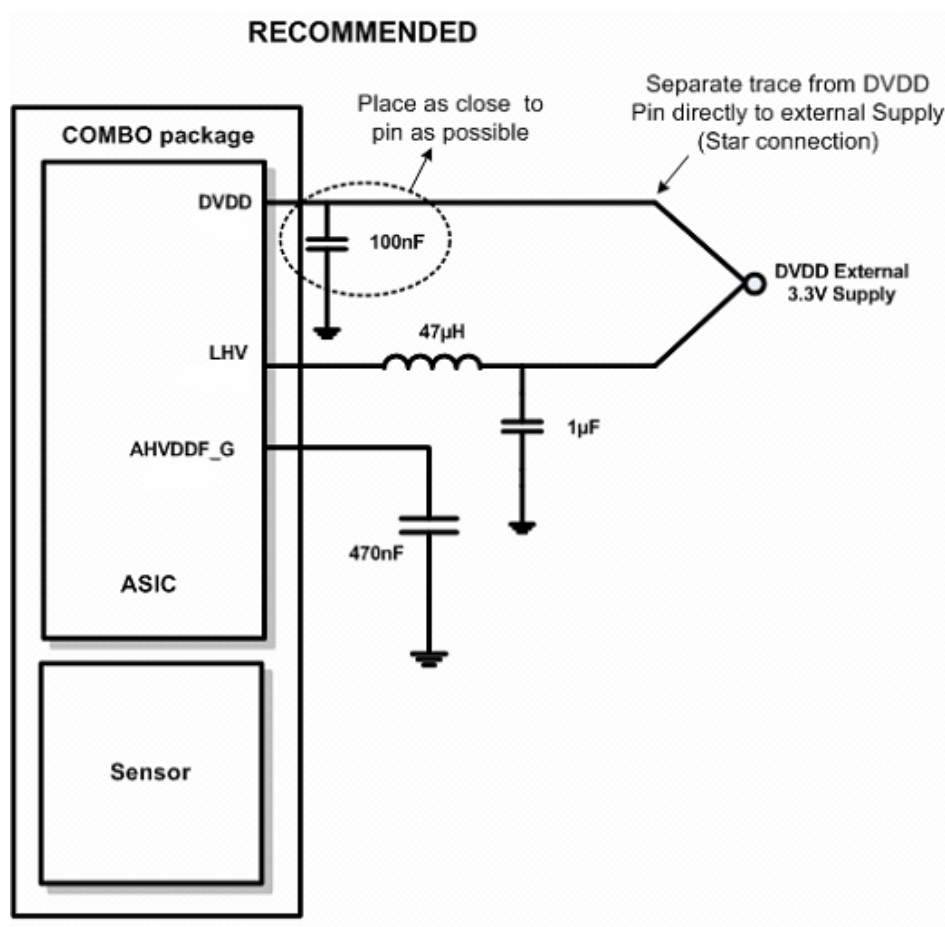 RECOMMENDED
COMBO package
Place as close to
pin as possible
Separate trace from DVDD
Pin directly to external Supply
(Star connection)
DVDD
100nF
DVDD External
3.3V Supply
47µH
LHV
1µF
AHVDDF_G
470nF
ASIC
Sensor